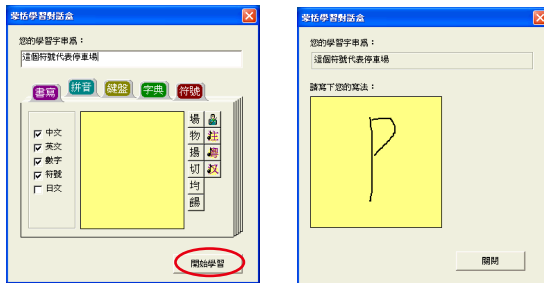 蒙恬學習對話盒
您的學習字串為：
這個符號代表停車場
書寫 拼音 鍵盤 字典 符號
中文
英文
數字
符號
日文
場
物 注
揚 粵
切 汉
均
餳
開始學習
蒙恬學習對話盒
您的學習字串為：
這個符號代表停車場
請寫下您的寫法：
P
關閉